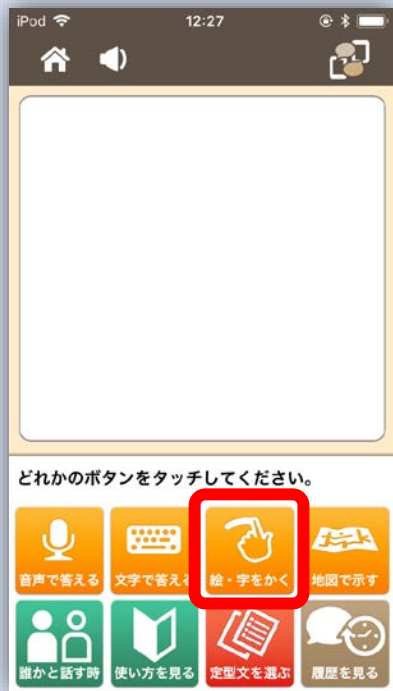 iPod 12:27
どれかのボタンをタッチしてください。
音声で答える 文字で答える 絵・字をかく 地図で示す
誰かと話す時 使い方を見る 定型文を選ぶ 履歴を見る